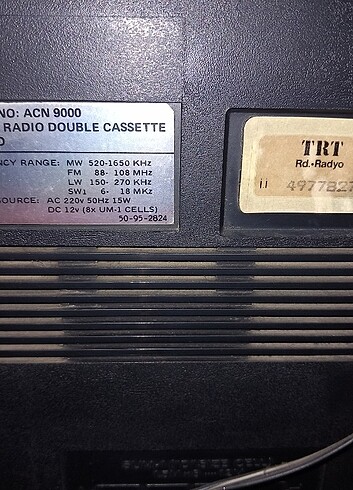 NO: ACN 9000
RADIO DOUBLE CASSETTE
NCY RANGE: MW 520-1650 KHz
FM 88- 108 MHz
LW 150- 270 KHz
SW1 6- 18 MKz
SOURCE: AC 220v 50Hz 15W
DC 12v (8x UM-1 CELLS)
50-95-2824
TRT
Rd.-Radyo
4977827